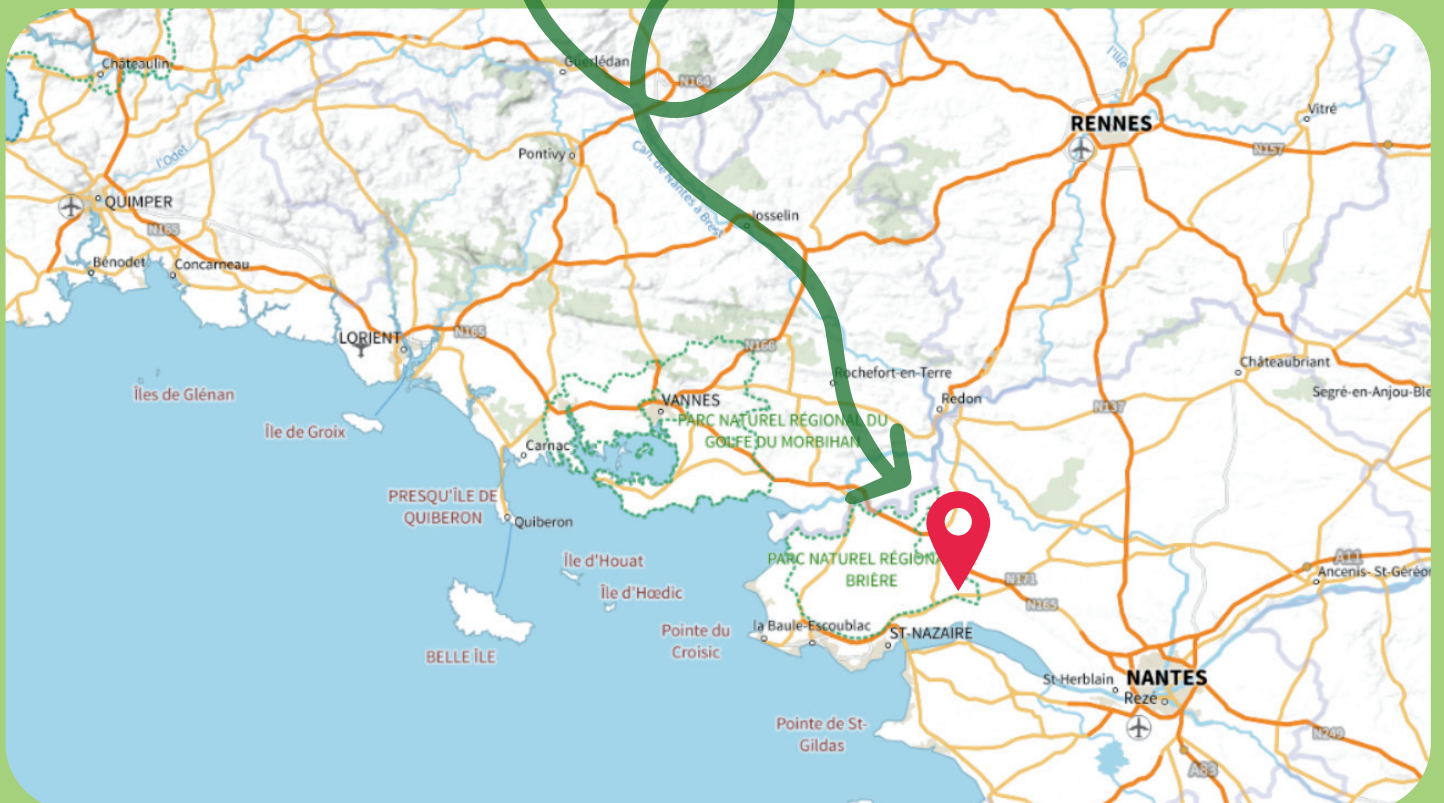 Châteaulin
Guerlédan
N164
l'Ille
RENNES
Vitré
N157
Pontivy
l'Odet
Can. de Nantes à Brest
QUIMPER
N165
Josselin
Bénodet
Concarneau
LORIENT
N165
N166
Châteaubriant
Rochefort-en-Terre
Segré-en-Anjou-Ble
Îles de Glénan
VANNES
Redon
N137
PARC NATUREL RÉGIONAL DU
GOLFE DU MORBIHAN
Île de Groix
Carnac
PRESQU'ÎLE DE
QUIBERON
Quiberon
Île d'Houat
PARC NATUREL RÉGIONA
BRIÈRE
A11
Ancenis- St-Géréon
N171
Île d'Hœdic
N165
la Baule-Escoublac
ST-NAZAIRE
Pointe du
Croisic
BELLE ÎLE
St-Herblain
NANTES
Rezé
Pointe de St-
Gildas
N249
A83